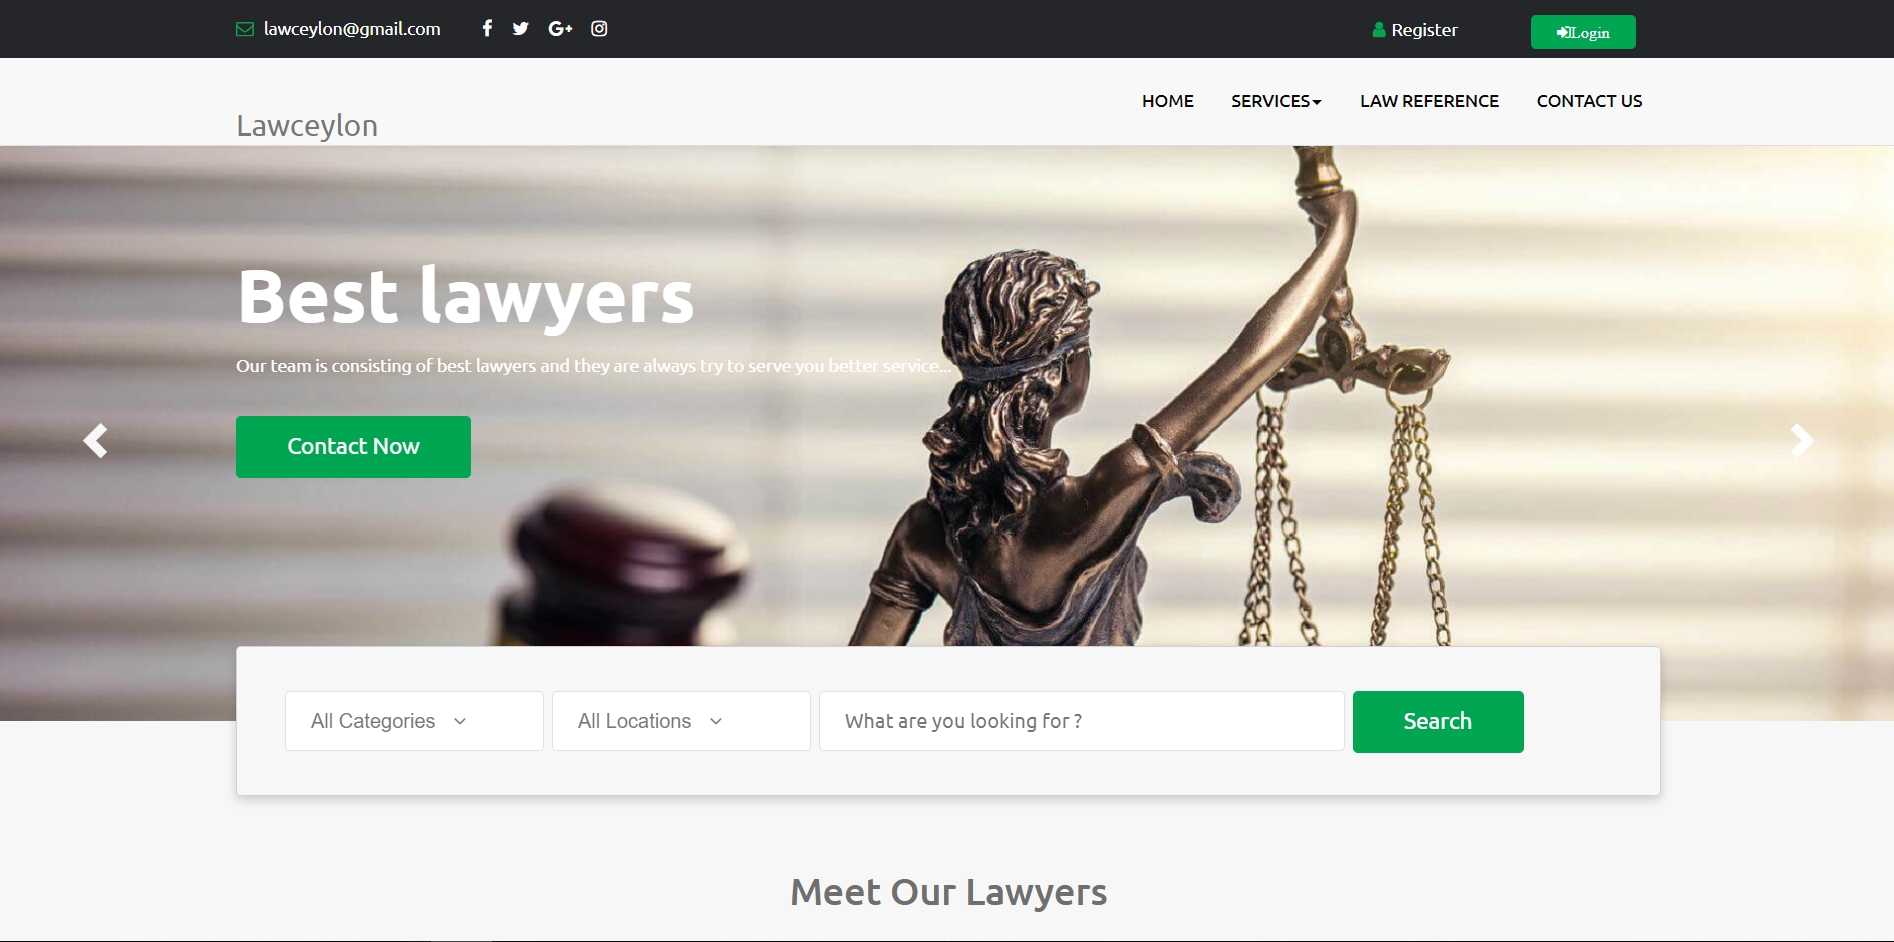 lawceylon@gmail.com
Register
Login
Lawceylon
HOME
SERVICES
LAW REFERENCE
CONTACT US
Best lawyers
Our team is consisting of best lawyers and they are always try to serve you better service...
Contact Now
All Categories
All Locations
What are you looking for ?
Search
Meet Our Lawyers